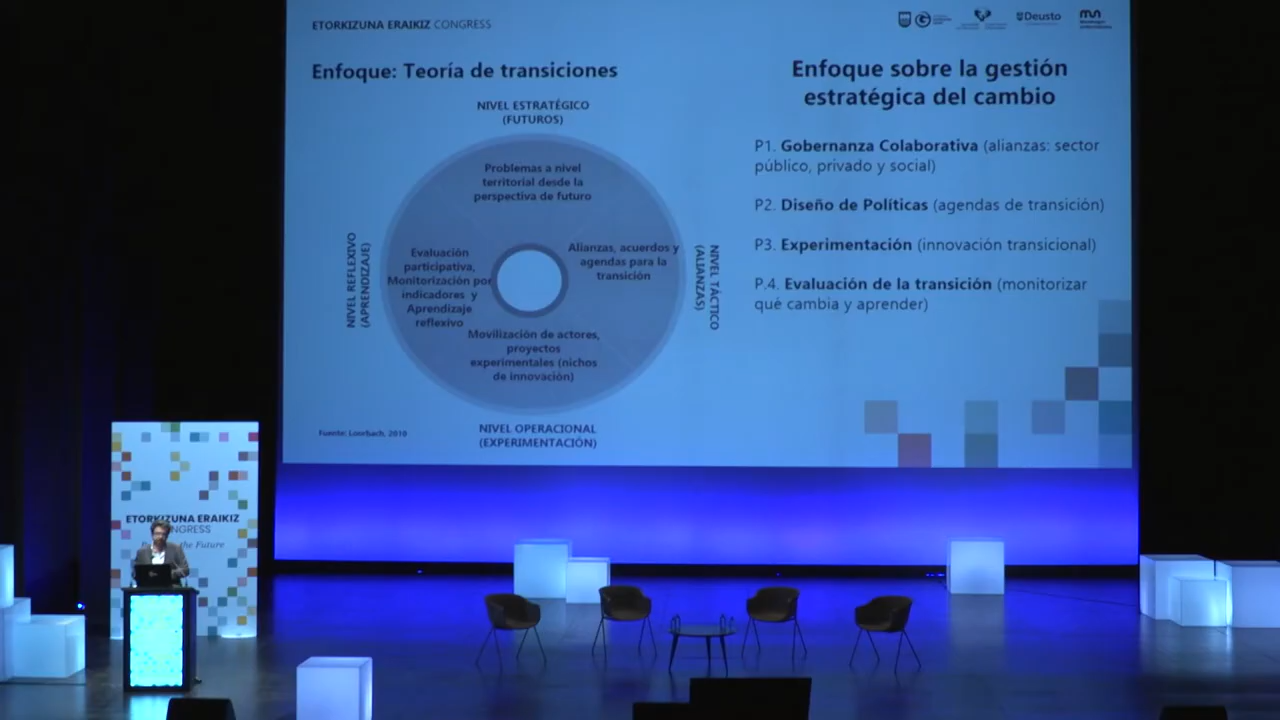 ETORKIZUNA ERAIKIZ CONGRESS
Deusto
Enfoque: Teoría de transiciones
NIVEL ESTRATÉGICO
(FUTUROS)
Problemas a nivel
territorial desde la
perspectiva de futuro
NIVEL REFLEXIVO
(APRENDIZAJE)
Evaluación
participativa,
Monitorización por
indicadores y
Aprendizaje
reflexivo
Alianzas, acuerdos y
agendas para la
transición
NIVEL TÁCTICO
(ALIANZAS)
Movilización de actores,
proyectos
experimentales (nichos
de innovación)
NIVEL OPERACIONAL
(EXPERIMENTACIÓN)
Fuente: Loorbach, 2010
Enfoque sobre la gestión
estratégica del cambio
P1. Gobernanza Colaborativa (alianzas: sector
público, privado y social)
P2. Diseño de Políticas (agendas de transición)
P3. Experimentación (innovación transicional)
P.4. Evaluación de la transición (monitorizar
qué cambia y aprender)
ETORKIZUNA ERAIKIZ
the Future